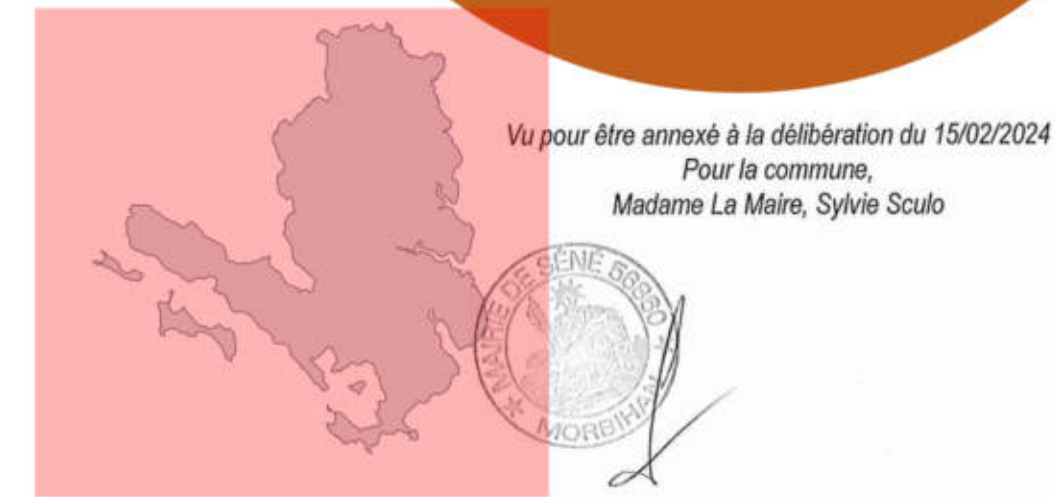 Vu pour être annexé à la délibération du 15/02/2024
Pour la commune,
Madame La Maire, Sylvie Sculo
MAIRIE DE SÉNÉ 56860
MORBIHAN